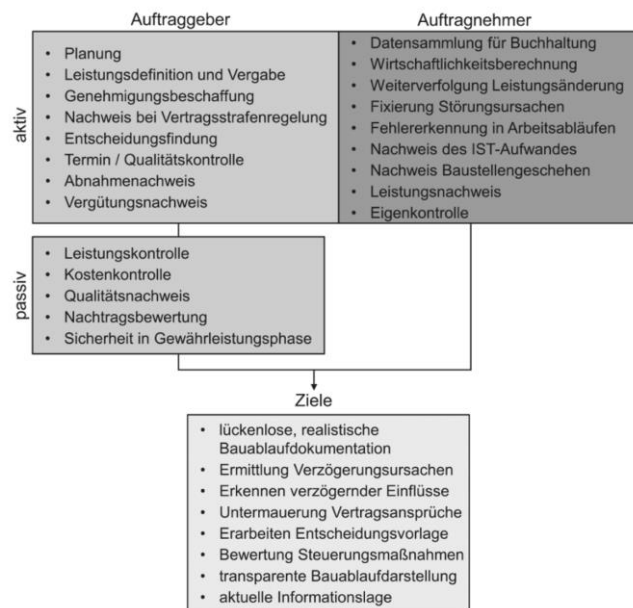 Auftraggeber
Auftragnehmer
aktiv
• Planung
• Leistungsdefinition und Vergabe
• Genehmigungsbeschaffung
• Nachweis bei Vertragsstrafenregelung
• Entscheidungsfindung
• Termin / Qualitätskontrolle
• Abnahmenachweis
• Vergütungsnachweis
• Datensammlung für Buchhaltung
• Wirtschaftlichkeitsberechnung
• Weiterverfolgung Leistungsänderung
• Fixierung Störungsursachen
• Fehlererkennung in Arbeitsabläufen
• Nachweis des IST-Aufwandes
• Nachweis Baustellengeschehen
• Leistungsnachweis
• Eigenkontrolle
passiv
• Leistungskontrolle
• Kostenkontrolle
• Qualitätsnachweis
• Nachtragsbewertung
• Sicherheit in Gewährleistungsphase
Ziele
• lückenlose, realistische
Bauablaufdokumentation
• Ermittlung Verzögerungsursachen
• Erkennen verzögernder Einflüsse
• Untermauerung Vertragsansprüche
• Erarbeiten Entscheidungsvorlage
• Bewertung Steuerungsmaßnahmen
• transparente Bauablaufdarstellung
• aktuelle Informationslage